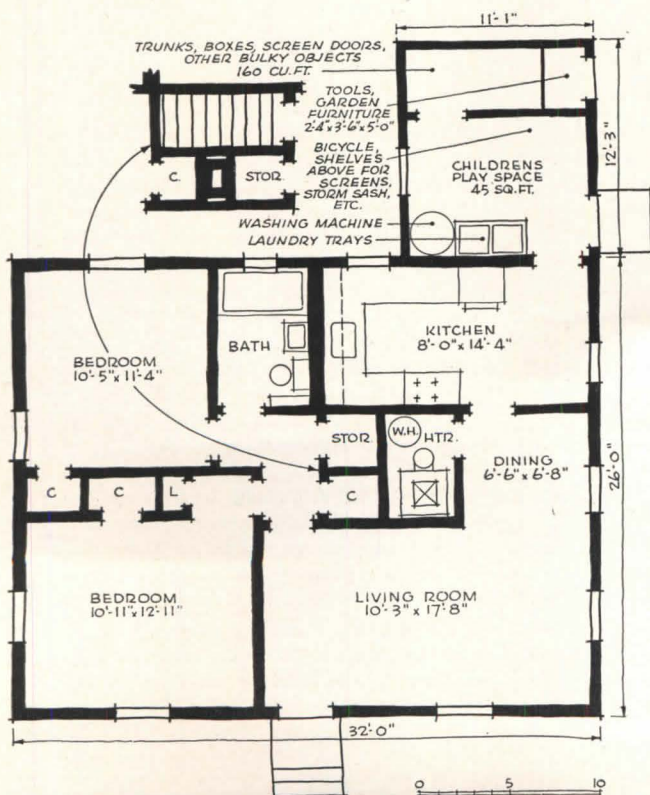 11'-1"
TRUNKS, BOXES, SCREEN DOORS,
OTHER BULKY OBJECTS
160 CU. FT.
TOOLS,
GARDEN
FURNITURE
2'-4"x3'-6"x5'-0"
BICYCLE,
SHELVES
ABOVE FOR
SCREENS,
STORM SASH,
ETC.
CHILDRENS
PLAY SPACE
45 SQ. FT.
12'-3"
C.
STOR.
WASHING MACHINE
LAUNDRY TRAYS
BEDROOM
10'-5"x 11'-4"
BATH
KITCHEN
8'-0"x 14'-4"
STOR.
W.H.
HTR.
DINING
6'-6"x 6'-8"
26'-0"
C
C
L
C
BEDROOM
10'-11"x 12'-11"
LIVING ROOM
10'-3" x 17'-8"
32'-0"
0 5 10